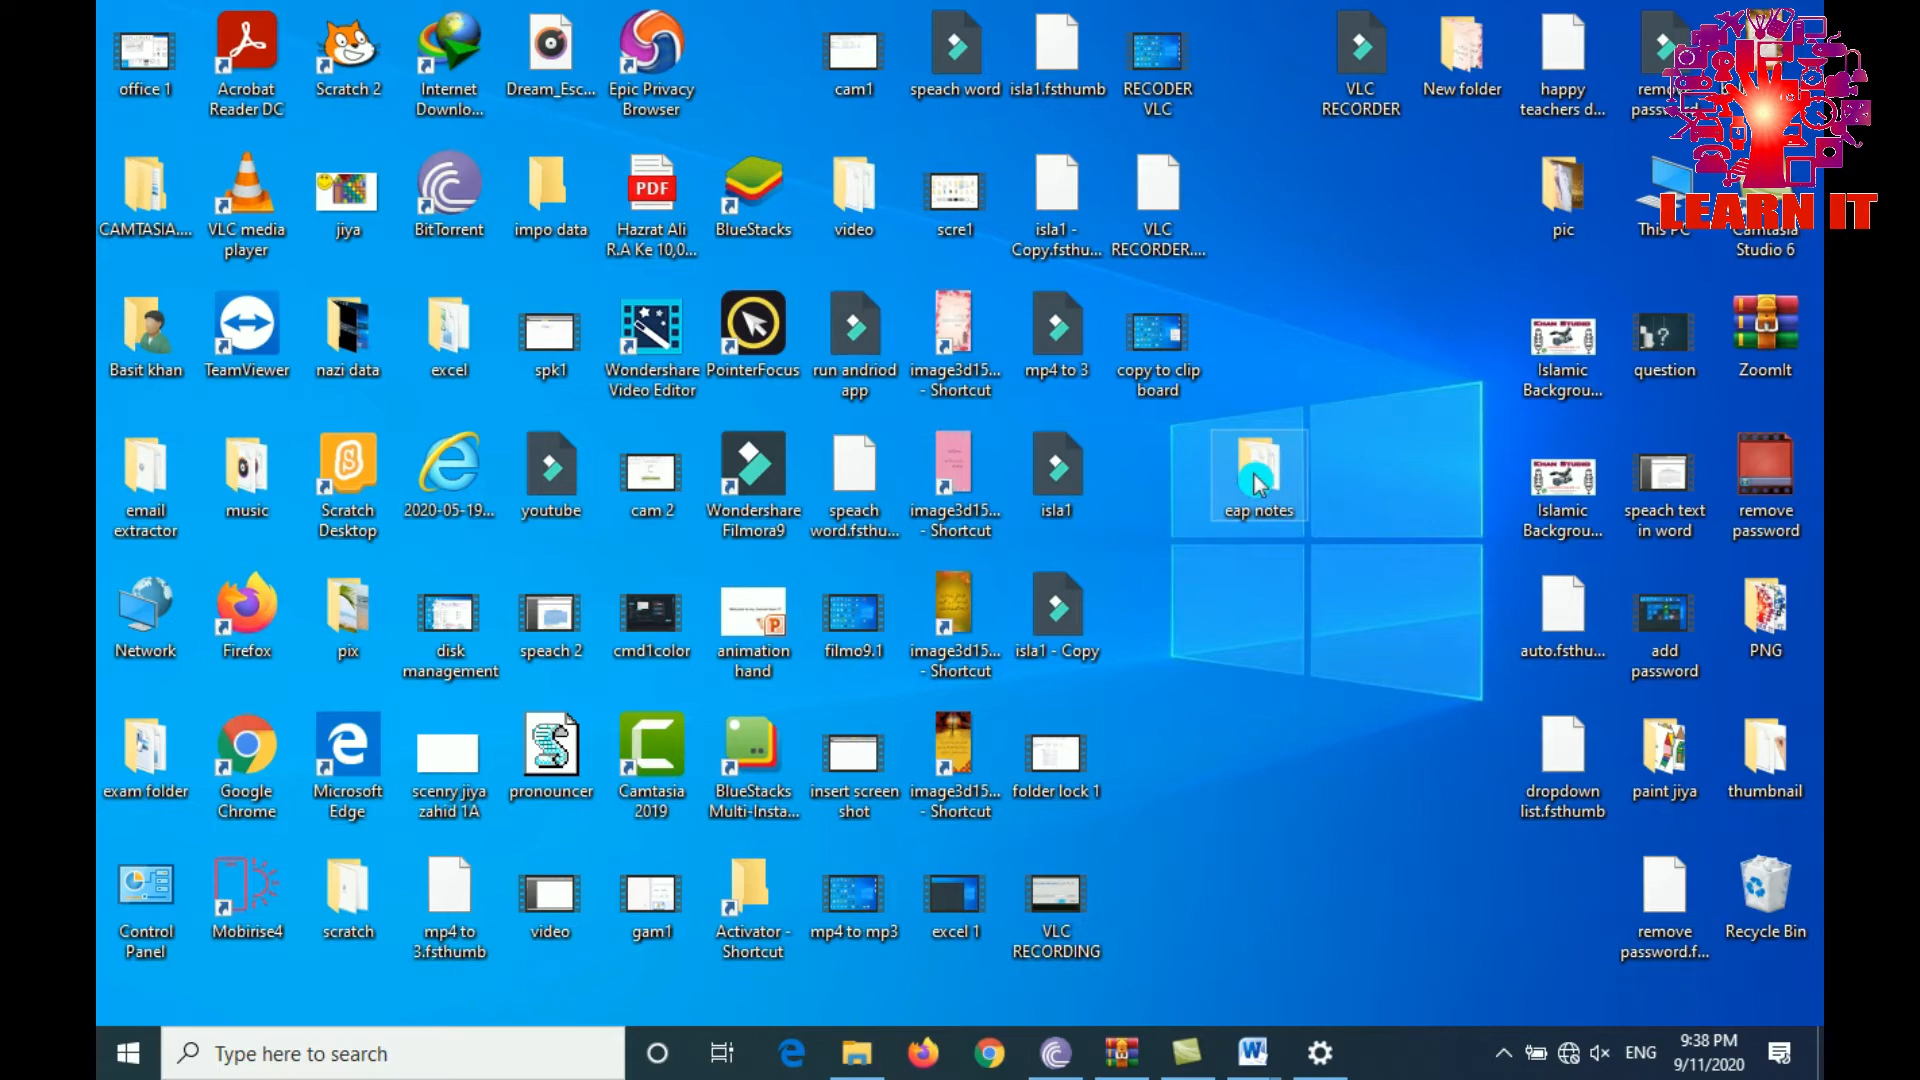 office 1
Acrobat
Reader DC
Scratch 2
Internet
Downlo...
Dream_Esc...
Epic Privacy
Browser
cam1
speach word
isla1.fsthumb
RECODER
VLC
VLC
RECORDER
New folder
happy
teachers d...
LEARN IT
CAMTASIA....
VLC media
player
jiya
BitTorrent
impo data
PDF
Hazrat Ali
R.A Ke 10,0...
BlueStacks
video
scre1
isla1 -
Copy.fsthu...
VLC
RECORDER....
pic
This PC
Camtasia
Studio 6
Basit khan
TeamViewer
nazi data
excel
spk1
Wondershare
Video Editor
PointerFocus
run andriod
app
image3d15...
- Shortcut
mp4 to 3
copy to clip
board
KHAN STUDIO
Islamic
Backgrou...
question
ZoomIt
email
extractor
music
Scratch
Desktop
2020-05-19...
youtube
cam 2
Wondershare
Filmora9
speach
word.fsthu...
image3d15...
- Shortcut
isla1
eap notes
KHAN STUDIO
Islamic
Backgrou...
speach text
in word
remove
password
Network
Firefox
pix
disk
management
speach 2
cmd1color
animation
hand
filmo9.1
image3d15...
- Shortcut
isla1 - Copy
auto.fsthu...
add
password
PNG
exam folder
Google
Chrome
Microsoft
Edge
scenry jiya
zahid 1A
pronouncer
Camtasia
2019
BlueStacks
Multi-Insta...
insert screen
shot
image3d15...
- Shortcut
folder lock 1
dropdown
list.fsthumb
paint jiya
thumbnail
Control
Panel
Mobirise4
scratch
mp4 to
3.fsthumb
video
gam1
Activator -
Shortcut
mp4 to mp3
excel 1
VLC
RECORDING
remove
password.f...
Recycle Bin
Type here to search
ENG
9:38 PM
9/11/2020